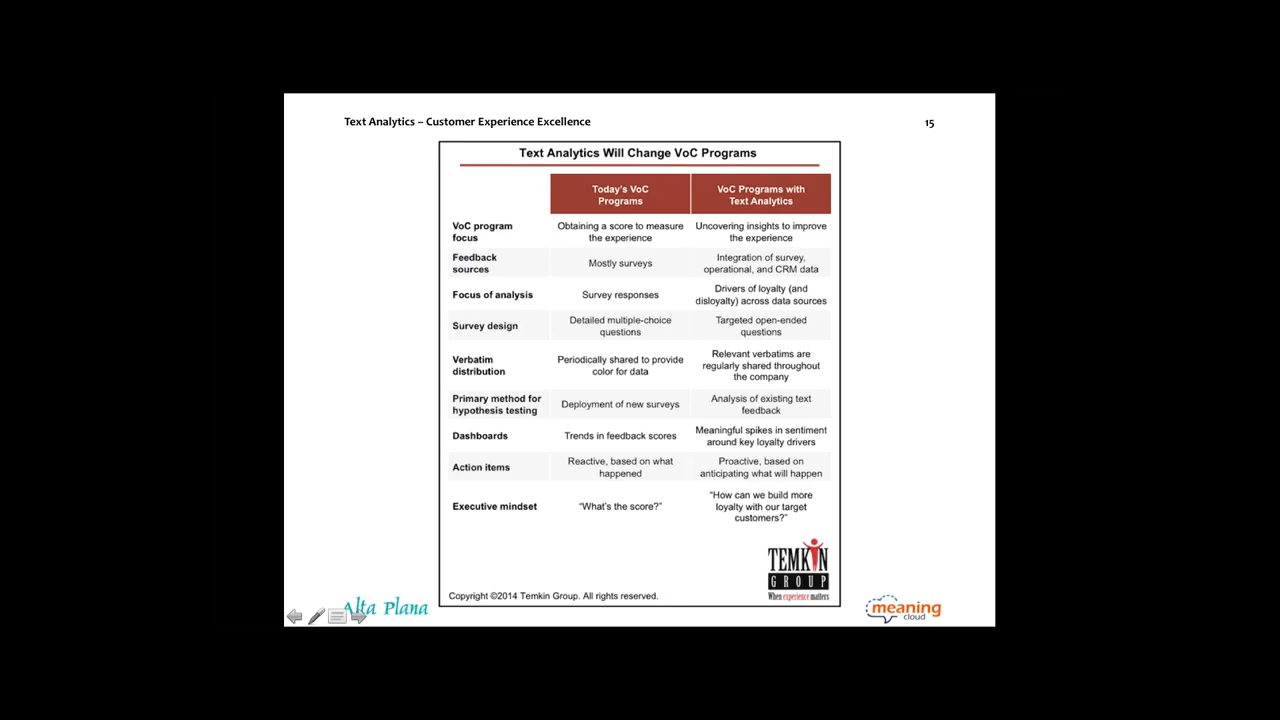 Text Analytics – Customer Experience Excellence
15
Text Analytics Will Change VoC Programs
Today's VoC
Programs
VoC Programs with
Text Analytics
VoC program
focus
Obtaining a score to measure
the experience
Uncovering insights to improve
the experience
Feedback
sources
Mostly surveys
Integration of survey,
operational, and CRM data
Focus of analysis
Survey responses
Drivers of loyalty (and
disloyalty) across data sources
Survey design
Detailed multiple-choice
questions
Targeted open-ended
questions
Verbatim
distribution
Periodically shared to provide
color for data
Relevant verbatims are
regularly shared throughout
the company
Primary method for
hypothesis testing
Deployment of new surveys
Analysis of existing text
feedback
Dashboards
Trends in feedback scores
Meaningful spikes in sentiment
around key loyalty drivers
Action items
Reactive, based on what
happened
Proactive, based on
anticipating what will happen
Executive mindset
“What's the score?”
“How can we build more
loyalty with our target
customers?”
TEMKIN
GROUP
When experience matters
Copyright ©2014 Temkin Group. All rights reserved.
Alta Plana
meaning
cloud